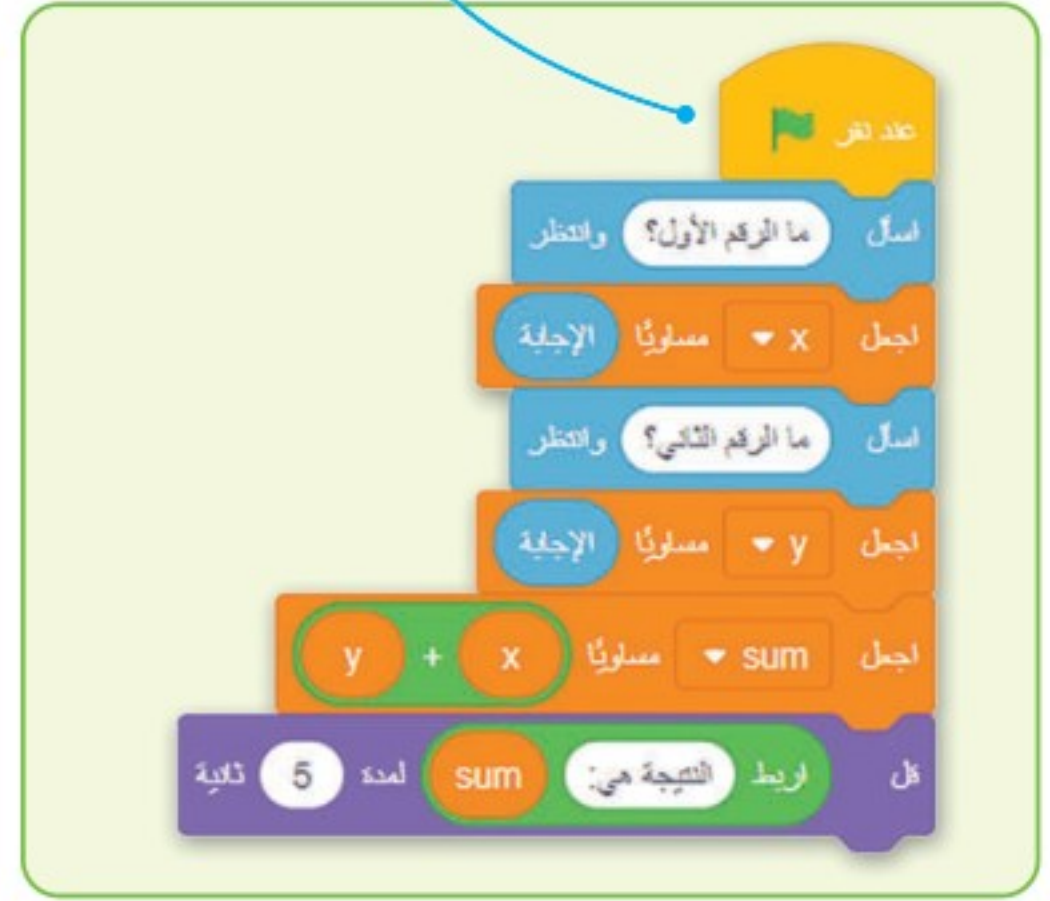 عند نقر
اسأل ما الرقم الأول؟ وانتظر
اجعل x مساويًا الإجابة
اسأل ما الرقم الثاني؟ وانتظر
اجعل y مساويًا الإجابة
اجعل sum مساويًا x + y
قل اربط النتيجة هي: sum لمدة 5 ثانية